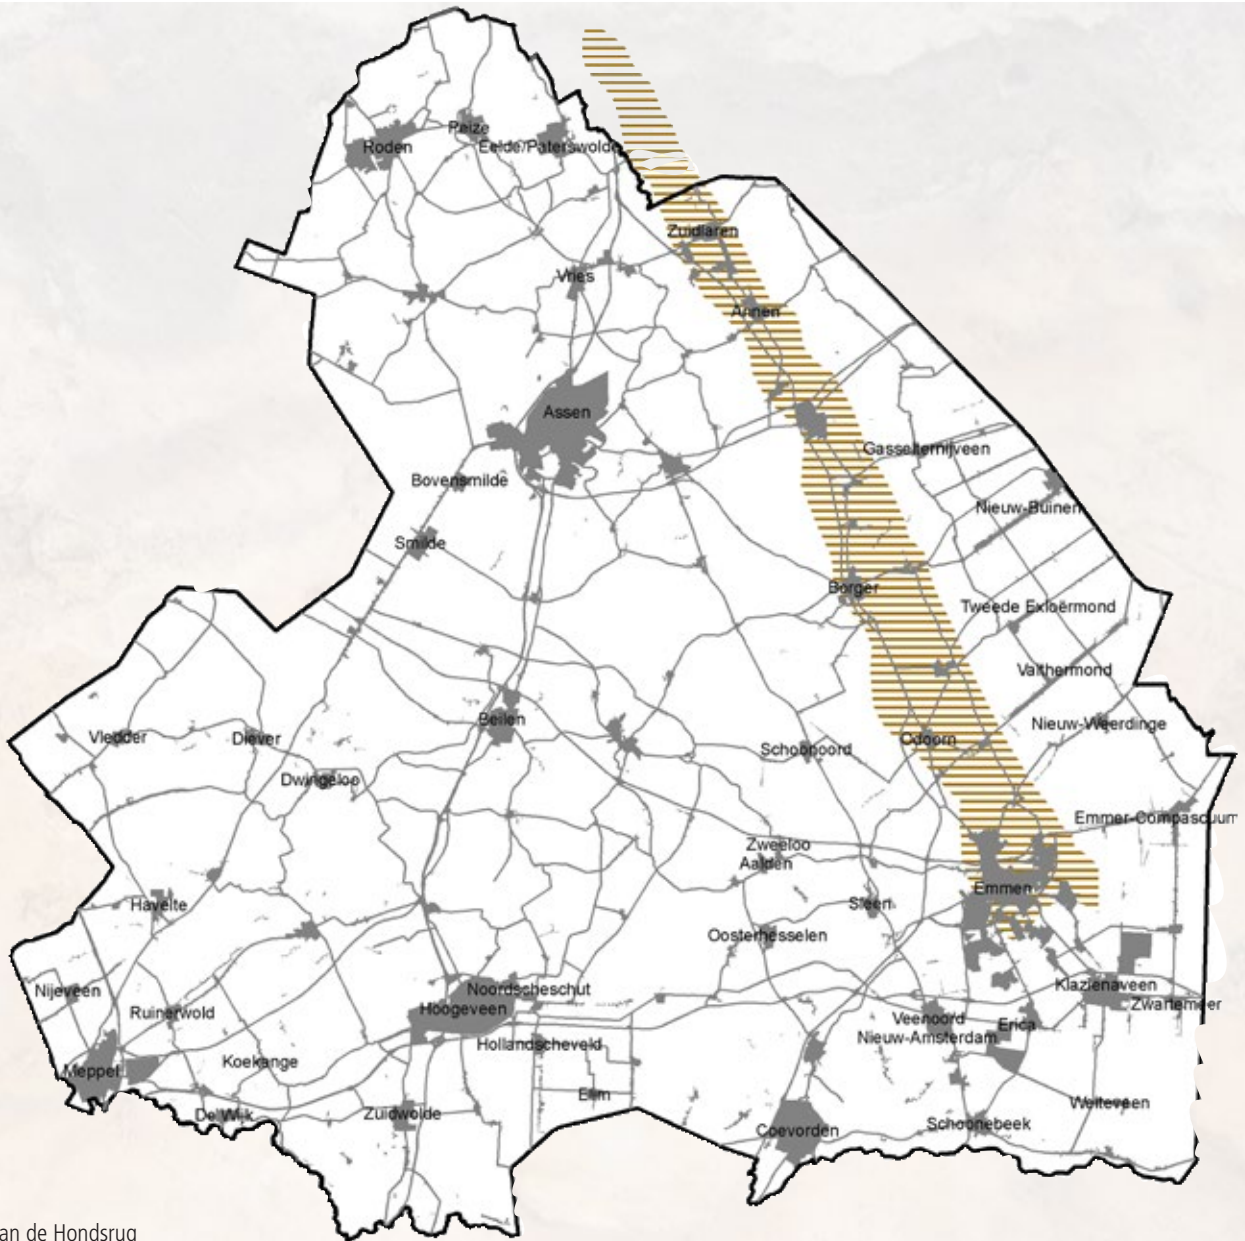 Peize
Roden
Eelde/Paterswolde
Zuidlaren
Vries
Annen
Assen
Gasselternijveen
Bovensmilde
Nieuw-Buinen
Smilde
Borger
Tweede Exloërmond
Valthermond
Beilen
Nieuw-Weerdinge
Vledder
Diever
Odoorn
Schoonoord
Dwingeloo
Emmer-Compascuum
Zweeloo
Aalden
Emmen
Havelte
Sleen
Oosterhesselen
Klazienaveen
Nijeveen
Noordscheschut
Zwartemeer
Hoogeveen
Ruinerwold
Veenoord
Erica
Nieuw-Amsterdam
Hollandscheveld
Koekange
Meppel
Elim
Weiteveen
De Wijk
Zuidwolde
Schoonebeek
Coevorden
an de Hondsrug